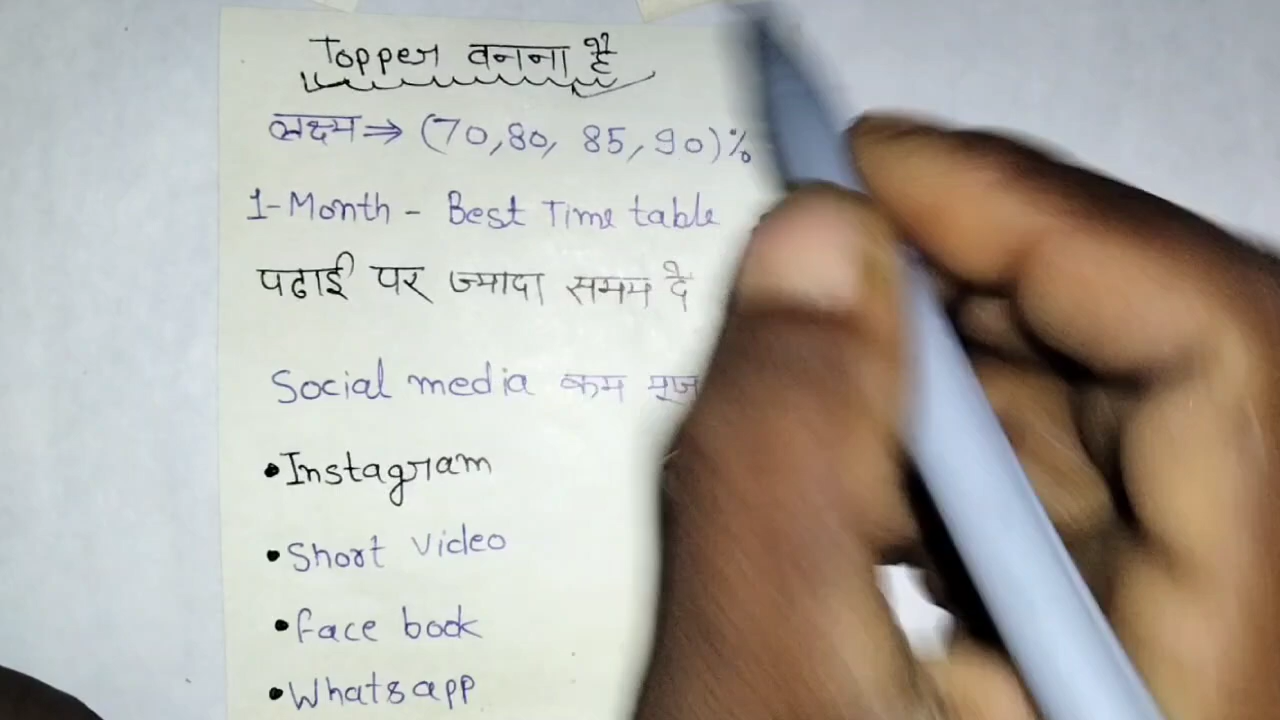 Topper बनना है
लक्ष्य ⇒ (70, 80, 85, 90)%
1-Month - Best Time table
पढाई पर ज्यादा समय दे
Social media कम
• Instagram
• Short Video
• face book
• Whatsapp